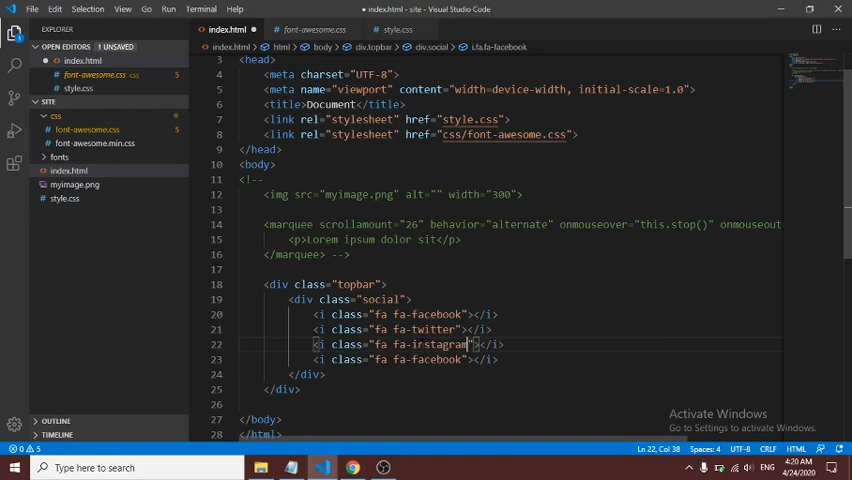 File Edit Selection View Go Run Terminal Help
● index.html - site - Visual Studio Code
EXPLORER
index.html ●
font-awesome.css
style.css
OPEN EDITORS 1 UNSAVED
index.html > html > body > div.topbar > div.social > i.fa.fa-facebook
● index.html
font-awesome.css css 5
style.css
SITE
css
font-awesome.css 5
font-awesome.min.css
fonts
index.html
myimage.png
style.css
OUTLINE
TIMELINE
3 <head>
4 <meta charset="UTF-8">
5 <meta name="viewport" content="width=device-width, initial-scale=1.0">
6 <title>Document</title>
7 <link rel="stylesheet" href="style.css">
8 <link rel="stylesheet" href="css/font-awesome.css">
9 </head>
10 <body>
11 <!--
12 <img src="myimage.png" alt="" width="300">
13
14 <marquee scrollamount="26" behavior="alternate" onmouseover="this.stop()" onmouseout
15 <p>Lorem ipsum dolor sit</p>
16 </marquee> -->
17
18 <div class="topbar">
19 <div class="social">
20 <i class="fa fa-facebook"></i>
21 <i class="fa fa-twitter"></i>
22 <i class="fa fa-instagram"></i>
23 <i class="fa fa-facebook"></i>
24 </div>
25 </div>
26
27 </body>
28 </html>
Activate Windows
Go to Settings to activate Windows.
0 5
Ln 22, Col 38 Spaces: 4 UTF-8 CRLF HTML
Type here to search
ENG
4:20 AM
4/24/2020